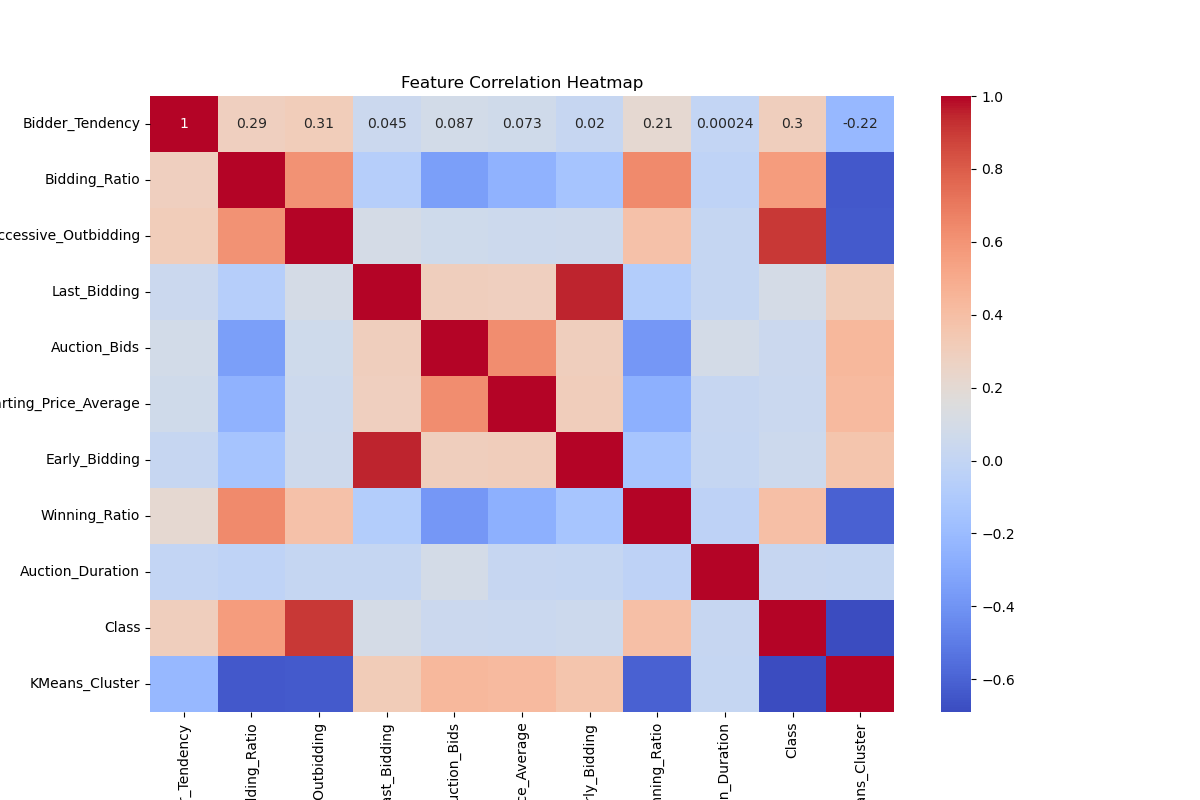 Feature Correlation Heatmap
Bidder_Tendency 1 0.29 0.31 0.045 0.087 0.073 0.02 0.21 0.00024 0.3 -0.22
Bidding_Ratio
ccessive_Outbidding
Last_Bidding
Auction_Bids
arting_Price_Average
Early_Bidding
Winning_Ratio
Auction_Duration
Class
KMeans_Cluster
r_Tendency
dding_Ratio
Outbidding
ast_Bidding
uction_Bids
ce_Average
rly_Bidding
nning_Ratio
n_Duration
Class
ans_Cluster
1.0
0.8
0.6
0.4
0.2
0.0
−0.2
−0.4
−0.6